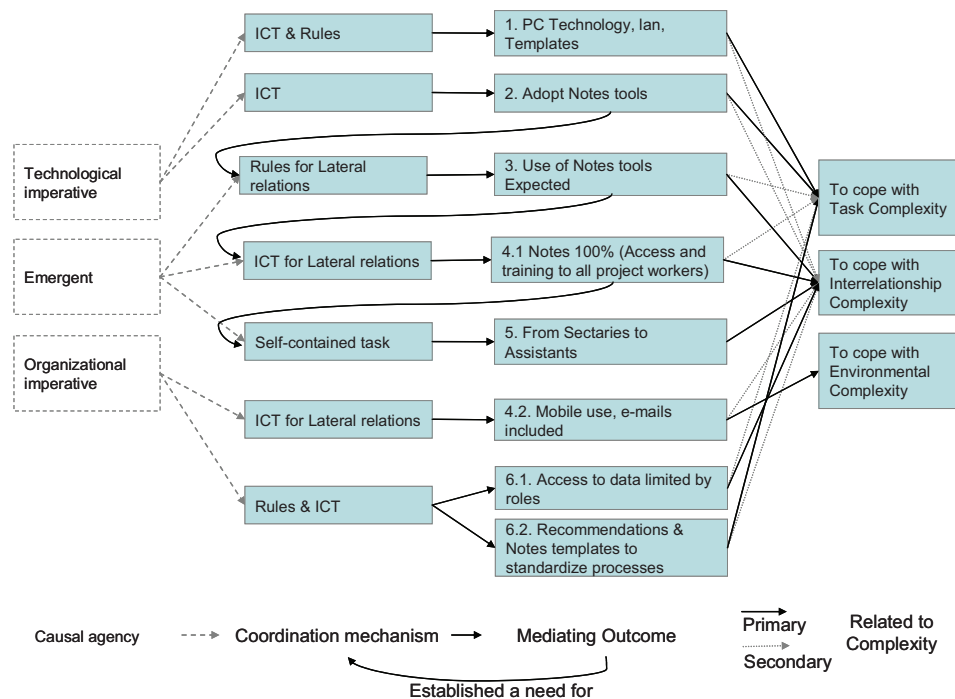 ICT & Rules
1. PC Technology, lan,
Templates
ICT
2. Adopt Notes tools
Technological
imperative
Rules for Lateral
relations
3. Use of Notes tools
Expected
To cope with
Task Complexity
Emergent
ICT for Lateral relations
4.1 Notes 100% (Access and
training to all project workers)
To cope with
Interrelationship
Complexity
Self-contained task
5. From Sectaries to
Assistants
Organizational
imperative
To cope with
Environmental
Complexity
ICT for Lateral relations
4.2. Mobile use, e-mails
included
Rules & ICT
6.1. Access to data limited by
roles
6.2. Recommendations &
Notes templates to
standardize processes
Causal agency
Coordination mechanism
Mediating Outcome
Primary
Secondary
Related to
Complexity
Established a need for